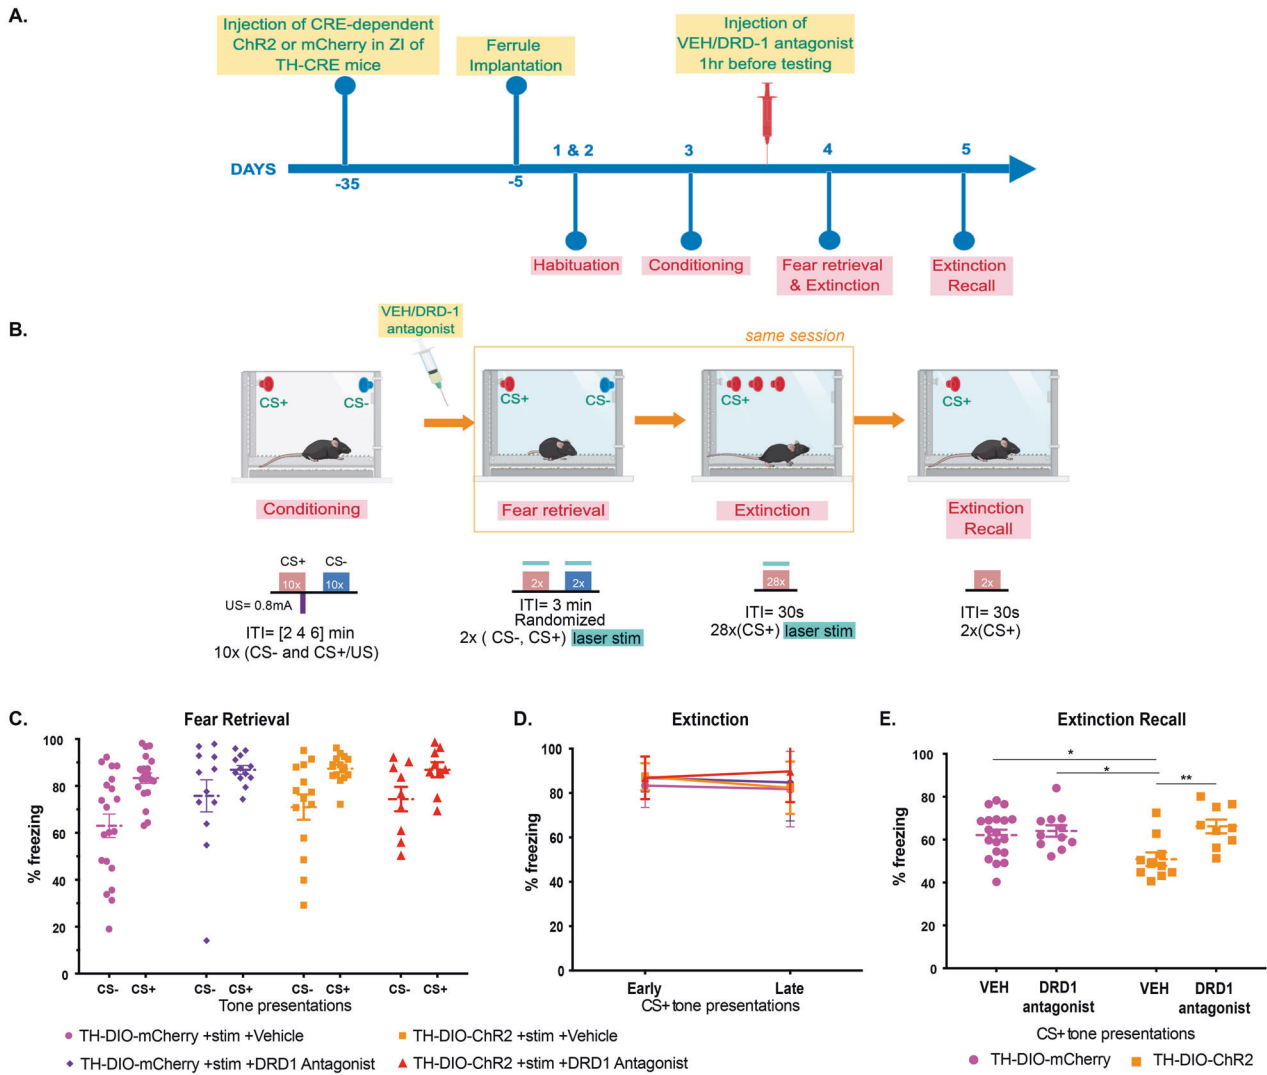 A.
Injection of CRE-dependent
ChR2 or mCherry in ZI of
TH-CRE mice
Ferrule
Implantation
Injection of
VEH/DRD-1 antagonist
1hr before testing
1 & 2
3
4
5
DAYS
-35
-5
Habituation
Conditioning
Fear retrieval
& Extinction
Extinction
Recall
B.
VEH/DRD-1
antagonist
same session
CS+
CS-
CS+
CS-
CS+
CS+
Conditioning
Fear retrieval
Extinction
Extinction
Recall
CS+
CS-
10x
10x
US= 0.8mA
ITI= [2 4 6] min
10x (CS- and CS+/US)
2x
2x
ITI= 3 min
Randomized
2x ( CS-, CS+) laser stim
28x
ITI= 30s
28x(CS+) laser stim
2x
ITI= 30s
2x(CS+)
C.
Fear Retrieval
% freezing
100
80
60
40
20
0
CS- CS+ CS- CS+ CS- CS+ CS- CS+
Tone presentations
D.
Extinction
% freezing
100
80
60
40
20
0
Early Late
CS+ tone presentations
E.
Extinction Recall
% freezing
100
80
60
40
20
0
*
*
**
VEH DRD1 VEH DRD1
antagonist antagonist
CS+ tone presentations
TH-DIO-mCherry TH-DIO-ChR2
TH-DIO-mCherry +stim +Vehicle
TH-DIO-ChR2 +stim +Vehicle
TH-DIO-mCherry +stim +DRD1 Antagonist
TH-DIO-ChR2 +stim +DRD1 Antagonist